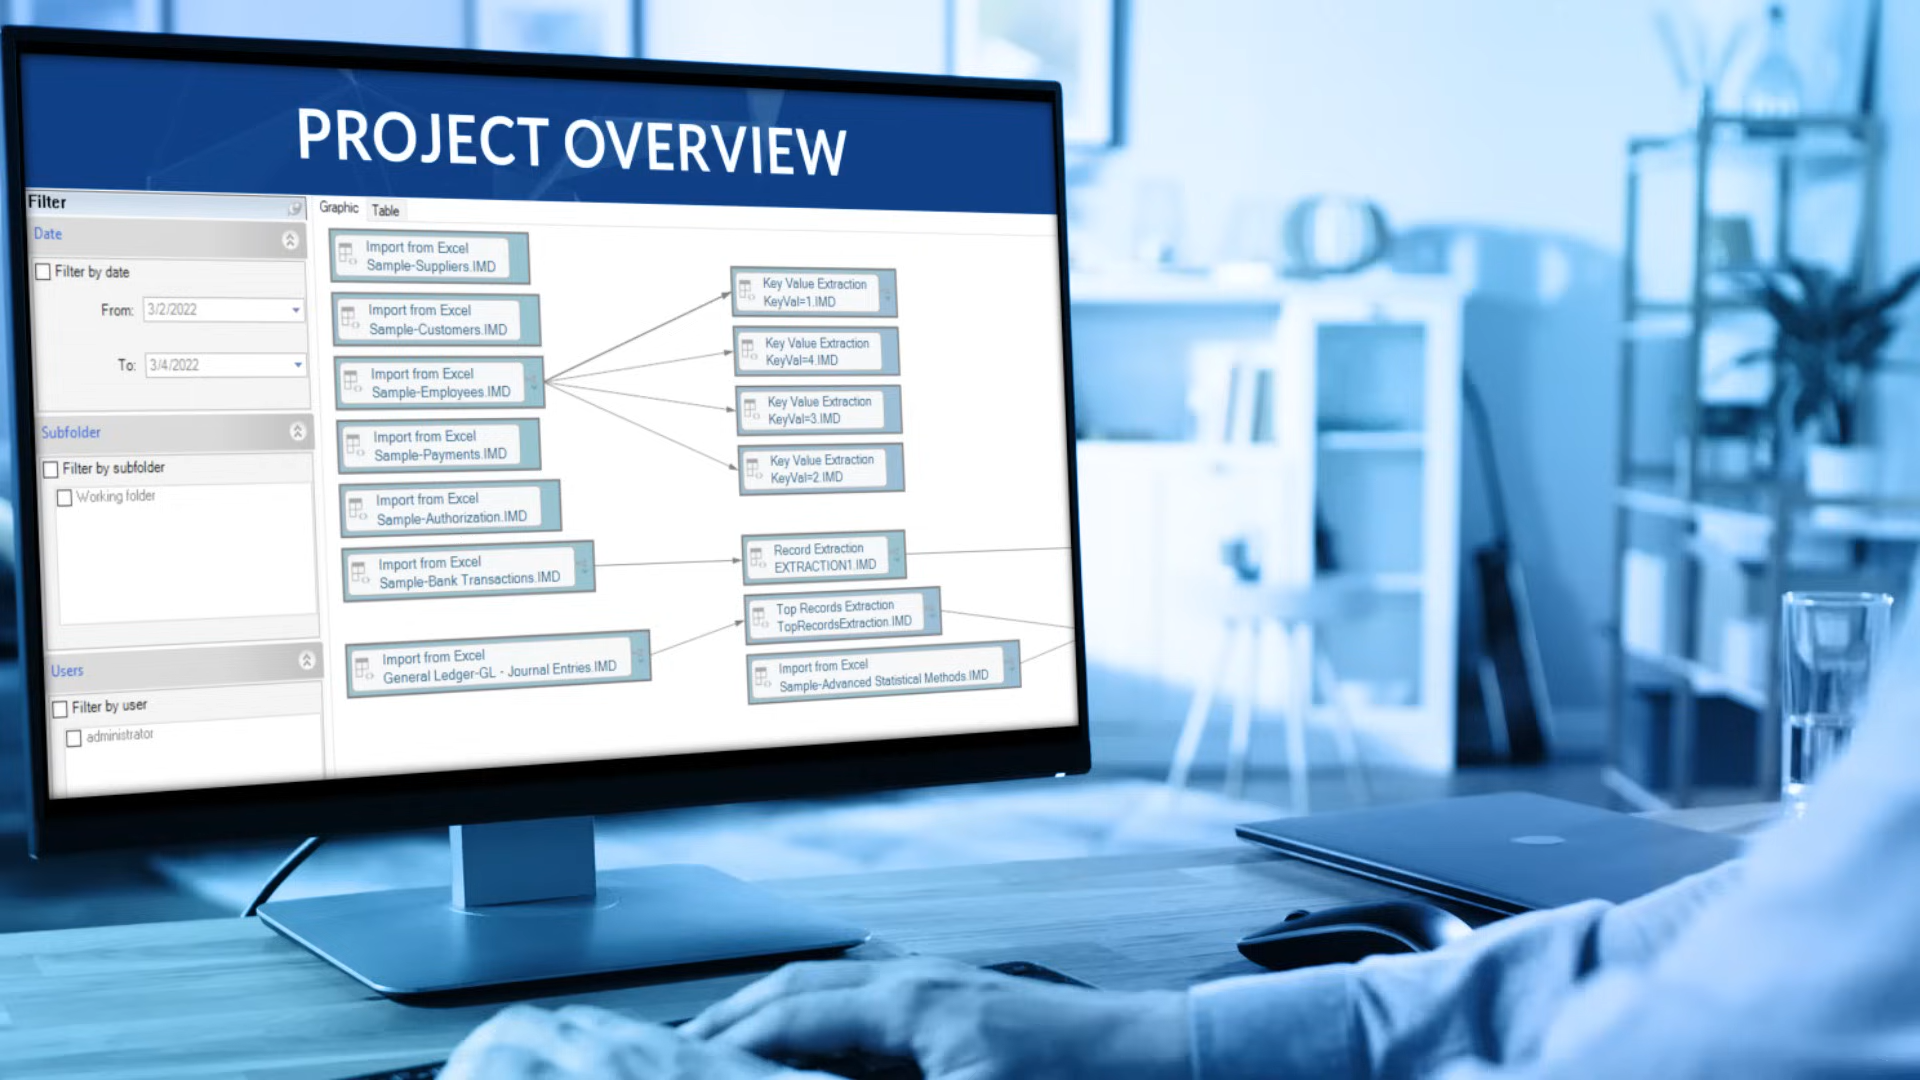 PROJECT OVERVIEW
Filter
Date
Filter by date
From: 3/2/2022
To: 3/4/2022
Subfolder
Filter by subfolder
Working folder
Users
Filter by user
administrator
Graphic Table
Import from Excel
Sample-Suppliers.IMD
Import from Excel
Sample-Customers.IMD
Import from Excel
Sample-Employees.IMD
Import from Excel
Sample-Payments.IMD
Import from Excel
Sample-Authorization.IMD
Import from Excel
Sample-Bank Transactions.IMD
Import from Excel
General Ledger-GL - Journal Entries.IMD
Key Value Extraction
KeyVal=1.IMD
Key Value Extraction
KeyVal=4.IMD
Key Value Extraction
KeyVal=3.IMD
Key Value Extraction
KeyVal=2.IMD
Record Extraction
EXTRACTION1.IMD
Top Records Extraction
TopRecordsExtraction.IMD
Import from Excel
Sample-Advanced Statistical Methods.IMD